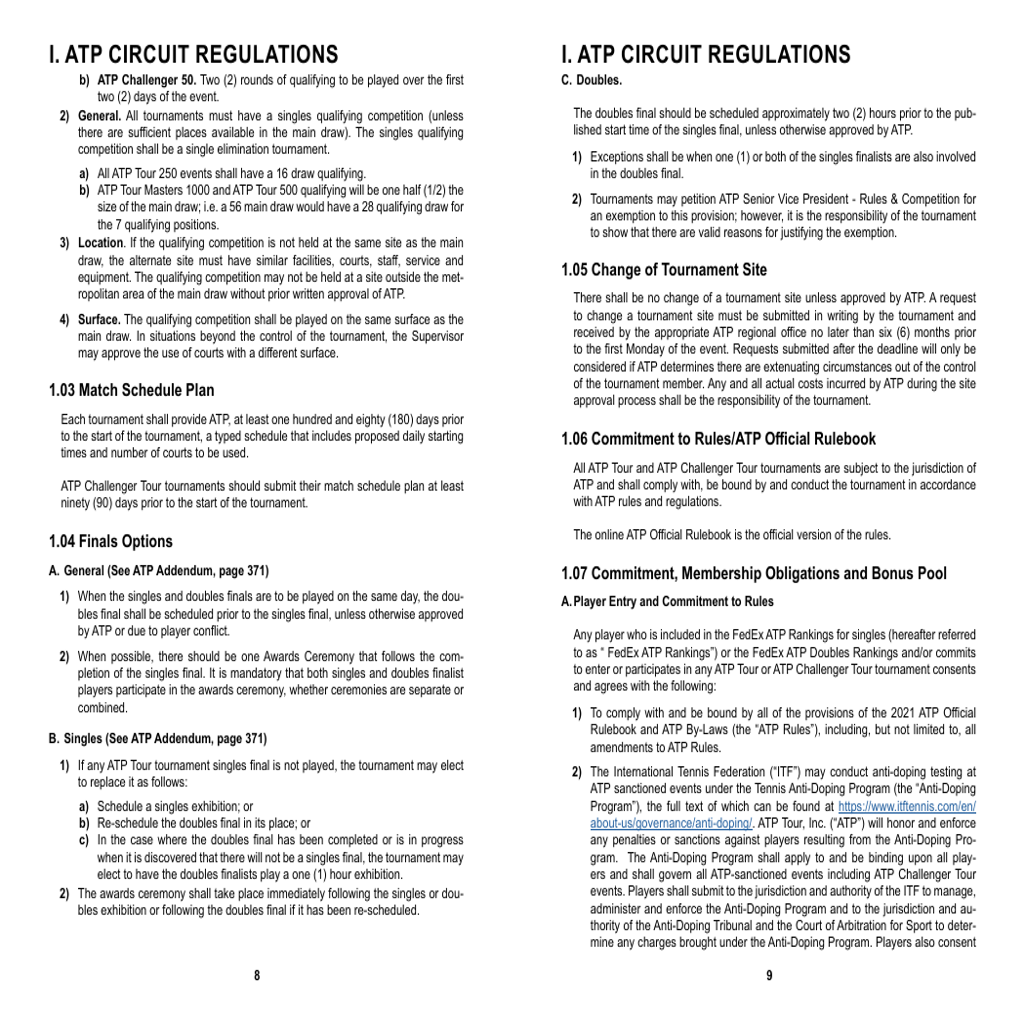 I. ATP CIRCUIT REGULATIONS
b) ATP Challenger 50. Two (2) rounds of qualifying to be played over the first
two (2) days of the event.
2) General. All tournaments must have a singles qualifying competition (unless
there are sufficient places available in the main draw). The singles qualifying
competition shall be a single elimination tournament.
a) All ATP Tour 250 events shall have a 16 draw qualifying.
b) ATP Tour Masters 1000 and ATP Tour 500 qualifying will be one half (1/2) the
size of the main draw; i.e. a 56 main draw would have a 28 qualifying draw for
the 7 qualifying positions.
3) Location. If the qualifying competition is not held at the same site as the main
draw, the alternate site must have similar facilities, courts, staff, service and
equipment. The qualifying competition may not be held at a site outside the met-
ropolitan area of the main draw without prior written approval of ATP.
4) Surface. The qualifying competition shall be played on the same surface as the
main draw. In situations beyond the control of the tournament, the Supervisor
may approve the use of courts with a different surface.
1.03 Match Schedule Plan
Each tournament shall provide ATP, at least one hundred and eighty (180) days prior
to the start of the tournament, a typed schedule that includes proposed daily starting
times and number of courts to be used.
ATP Challenger Tour tournaments should submit their match schedule plan at least
ninety (90) days prior to the start of the tournament.
1.04 Finals Options
A. General (See ATP Addendum, page 371)
1) When the singles and doubles finals are to be played on the same day, the dou-
bles final shall be scheduled prior to the singles final, unless otherwise approved
by ATP or due to player conflict.
2) When possible, there should be one Awards Ceremony that follows the com-
pletion of the singles final. It is mandatory that both singles and doubles finalist
players participate in the awards ceremony, whether ceremonies are separate or
combined.
B. Singles (See ATP Addendum, page 371)
1) If any ATP Tour tournament singles final is not played, the tournament may elect
to replace it as follows:
a) Schedule a singles exhibition; or
b) Re-schedule the doubles final in its place; or
c) In the case where the doubles final has been completed or is in progress
when it is discovered that there will not be a singles final, the tournament may
elect to have the doubles finalists play a one (1) hour exhibition.
2) The awards ceremony shall take place immediately following the singles or dou-
bles exhibition or following the doubles final if it has been re-scheduled.
8
I. ATP CIRCUIT REGULATIONS
C. Doubles.
The doubles final should be scheduled approximately two (2) hours prior to the pub-
lished start time of the singles final, unless otherwise approved by ATP.
1) Exceptions shall be when one (1) or both of the singles finalists are also involved
in the doubles final.
2) Tournaments may petition ATP Senior Vice President - Rules & Competition for
an exemption to this provision; however, it is the responsibility of the tournament
to show that there are valid reasons for justifying the exemption.
1.05 Change of Tournament Site
There shall be no change of a tournament site unless approved by ATP. A request
to change a tournament site must be submitted in writing by the tournament and
received by the appropriate ATP regional office no later than six (6) months prior
to the first Monday of the event. Requests submitted after the deadline will only be
considered if ATP determines there are extenuating circumstances out of the control
of the tournament member. Any and all actual costs incurred by ATP during the site
approval process shall be the responsibility of the tournament.
1.06 Commitment to Rules/ATP Official Rulebook
All ATP Tour and ATP Challenger Tour tournaments are subject to the jurisdiction of
ATP and shall comply with, be bound by and conduct the tournament in accordance
with ATP rules and regulations.
The online ATP Official Rulebook is the official version of the rules.
1.07 Commitment, Membership Obligations and Bonus Pool
A. Player Entry and Commitment to Rules
Any player who is included in the FedEx ATP Rankings for singles (hereafter referred
to as “ FedEx ATP Rankings”) or the FedEx ATP Doubles Rankings and/or commits
to enter or participates in any ATP Tour or ATP Challenger Tour tournament consents
and agrees with the following:
1) To comply with and be bound by all of the provisions of the 2021 ATP Official
Rulebook and ATP By-Laws (the “ATP Rules”), including, but not limited to, all
amendments to ATP Rules.
2) The International Tennis Federation (“ITF”) may conduct anti-doping testing at
ATP sanctioned events under the Tennis Anti-Doping Program (the “Anti-Doping
Program”), the full text of which can be found at https://www.itftennis.com/en/
about-us/governance/anti-doping/. ATP Tour, Inc. (“ATP”) will honor and enforce
any penalties or sanctions against players resulting from the Anti-Doping Pro-
gram. The Anti-Doping Program shall apply to and be binding upon all play-
ers and shall govern all ATP-sanctioned events including ATP Challenger Tour
events. Players shall submit to the jurisdiction and authority of the ITF to manage,
administer and enforce the Anti-Doping Program and to the jurisdiction and au-
thority of the Anti-Doping Tribunal and the Court of Arbitration for Sport to deter-
mine any charges brought under the Anti-Doping Program. Players also consent
9